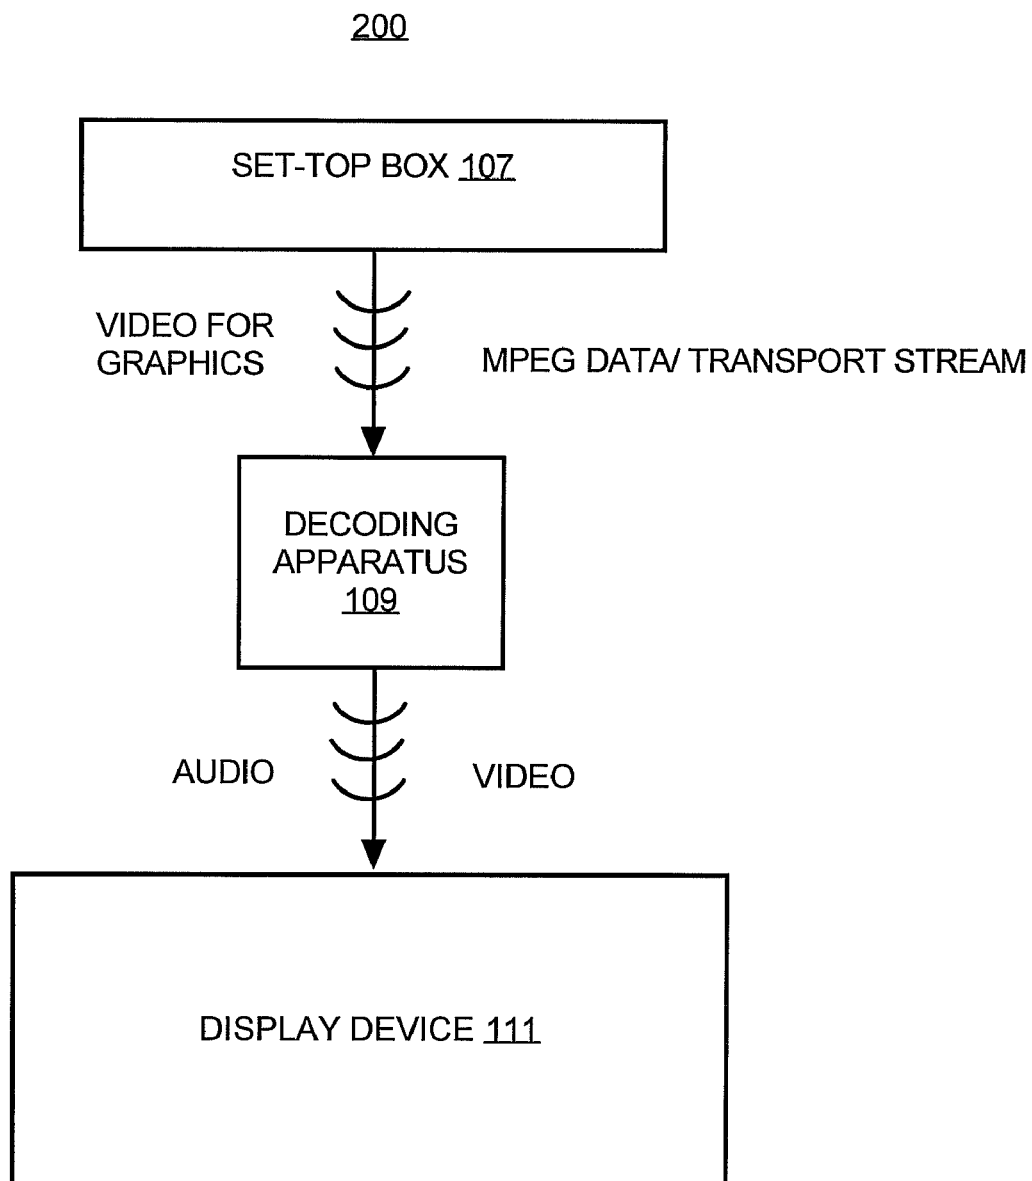 200
SET-TOP BOX 107
VIDEO FOR
GRAPHICS
MPEG DATA/ TRANSPORT STREAM
DECODING
APPARATUS
109
AUDIO
VIDEO
DISPLAY DEVICE 111